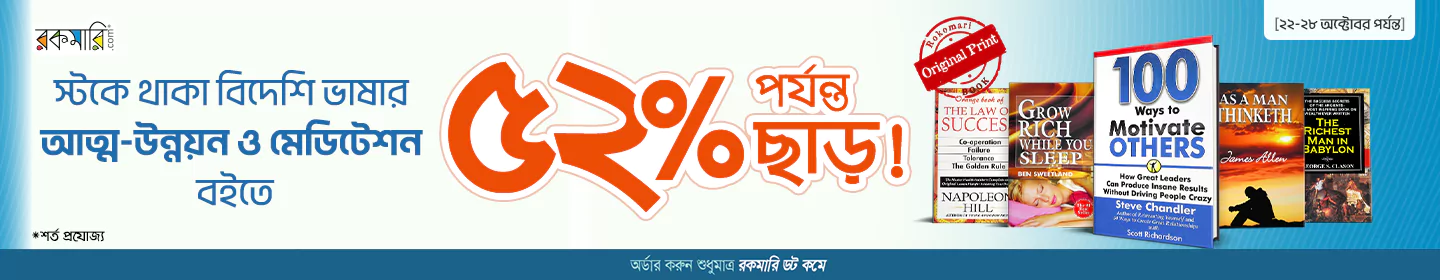 রকমারি.com
স্টকে থাকা বিদেশি ভাষার
আত্ম-উন্নয়ন ও মেডিটেশন
বইতে
*শর্ত প্রযোজ্য
৫২%
পর্যন্ত
ছাড়!
[২২-২৮ অক্টোবর পর্যন্ত]
Rokomari
Original Print
BOOK
THE LAW OF
SUCCESS
Co-operation
Failure
Tolerance
The Golden Rule
NAPOLEON
HILL
GROW
RICH
WHILE YOU
SLEEP
BEN SWEETLAND
100
Ways to
Motivate
OTHERS
How Great Leaders
Can Produce Insane Results
Without Driving People Crazy
Steve Chandler
Scott Richardson
AS A MAN
THINKETH
James Allen
THE
RICHEST
MAN IN
BABYLON
GEORGE S. CLASON
অর্ডার করুন শুধুমাত্র রকমারি ডট কমে